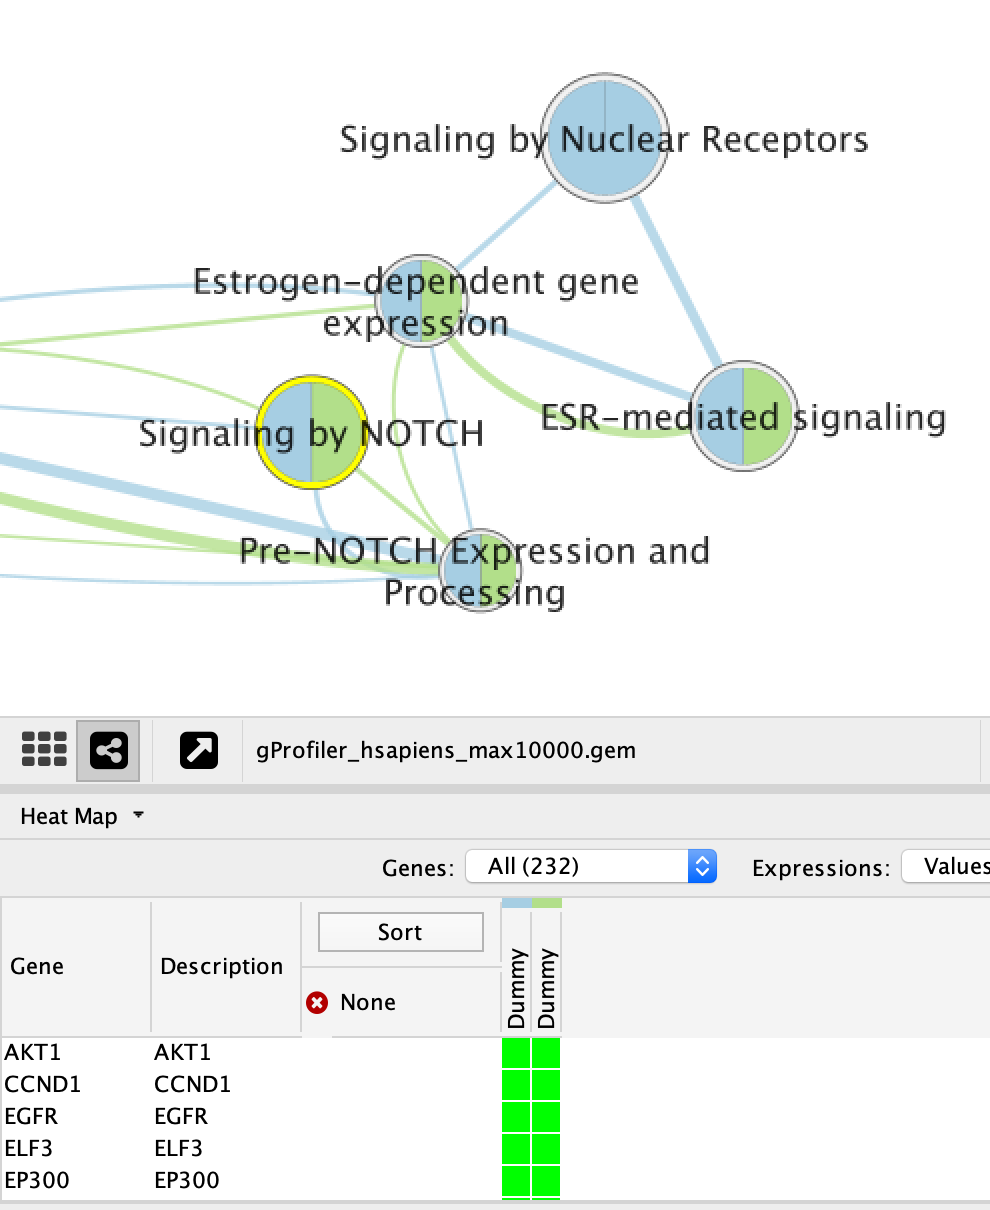 Signaling by Nuclear Receptors
Estrogen-dependent gene
expression
ESR-mediated signaling
Signaling by NOTCH
Pre-NOTCH Expression and
Processing
gProfiler_hsapiens_max10000.gem
Heat Map
Genes: All (232) Expressions: Values
Sort
Gene Description Dummy Dummy
None
AKT1 AKT1
CCND1 CCND1
EGFR EGFR
ELF3 ELF3
EP300 EP300